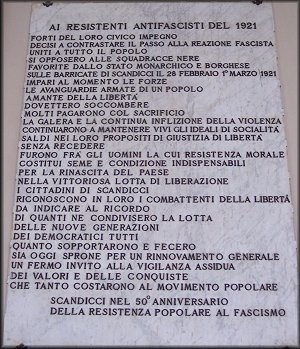 AI RESISTENTI ANTIFASCISTI DEL 1921
FORTI DEL LORO CIVICO IMPEGNO
DECISI A CONTRASTARE IL PASSO ALLA REAZIONE FASCISTA
UNITI A TUTTO IL POPOLO
SI OPPOSERO ALLE SQUADRACCE NERE
FAVORITE DALLO STATO MONARCHICO E BORGHESE
SULLE BARRICATE DI SCANDICCI IL 28 FEBBRAIO 1º MARZO 1921
IMPARI AL MOMENTO LE FORZE
LE AVANGUARDIE ARMATE DI UN POPOLO
AMANTE DELLA LIBERTÀ
DOVETTERO SOCCOMBERE
MOLTI PAGARONO COL SACRIFICIO
LA GALERA E LA CONTINUA INFLIZIONE DELLA VIOLENZA
CONTINUARONO A MANTENERE VIVI GLI IDEALI DI SOCIALITÀ
SALDI NEI LORO PROPOSITI DI GIUSTIZIA DI LIBERTÀ
SENZA RECEDERE
FURONO FRA GLI UOMINI LA CUI RESISTENZA MORALE
COSTITUÌ SEME E CONDIZIONE INDISPENSABILI
PER LA RINASCITA DEL PAESE
NELLA VITTORIOSA LOTTA DI LIBERAZIONE
I CITTADINI DI SCANDICCI
RICONOSCONO IN LORO I COMBATTENTI DELLA LIBERTÀ
DA INDICARE AL RICORDO
DI QUANTI NE CONDIVISERO LA LOTTA
DELLE NUOVE GENERAZIONI
DEI DEMOCRATICI TUTTI
QUANTO SOPPORTARONO E FECERO
SIA OGGI SPRONE PER UN RINNOVAMENTO GENERALE
UN FERMO INVITO ALLA VIGILANZA ASSIDUA
DEI VALORI E DELLE CONQUISTE
CHE TANTO COSTARONO AL MOVIMENTO POPOLARE
SCANDICCI NEL 50º ANNIVERSARIO
DELLA RESISTENZA POPOLARE AL FASCISMO